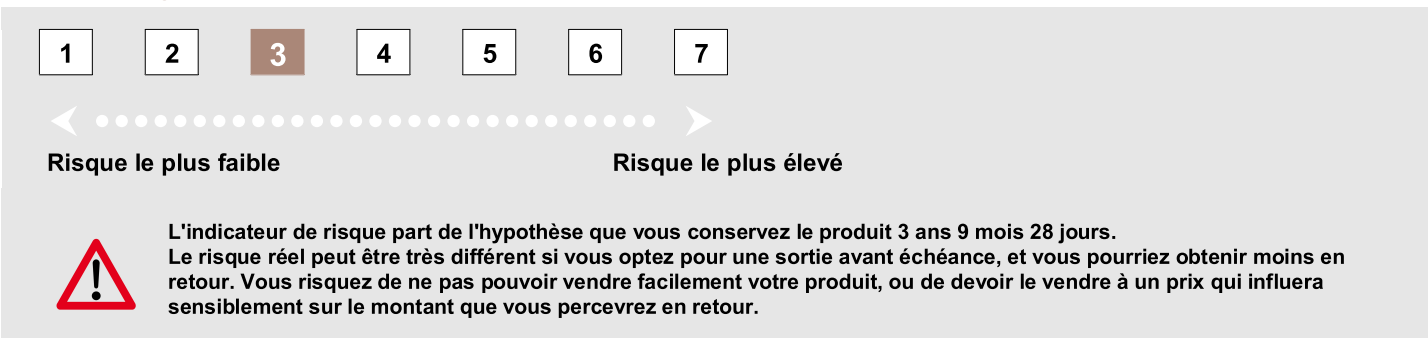 1 2 3 4 5 6 7
Risque le plus faible Risque le plus élevé
L'indicateur de risque part de l'hypothèse que vous conservez le produit 3 ans 9 mois 28 jours.
Le risque réel peut être très différent si vous optez pour une sortie avant échéance, et vous pourriez obtenir moins en
retour. Vous risquez de ne pas pouvoir vendre facilement votre produit, ou de devoir le vendre à un prix qui influera
sensiblement sur le montant que vous percevrez en retour.